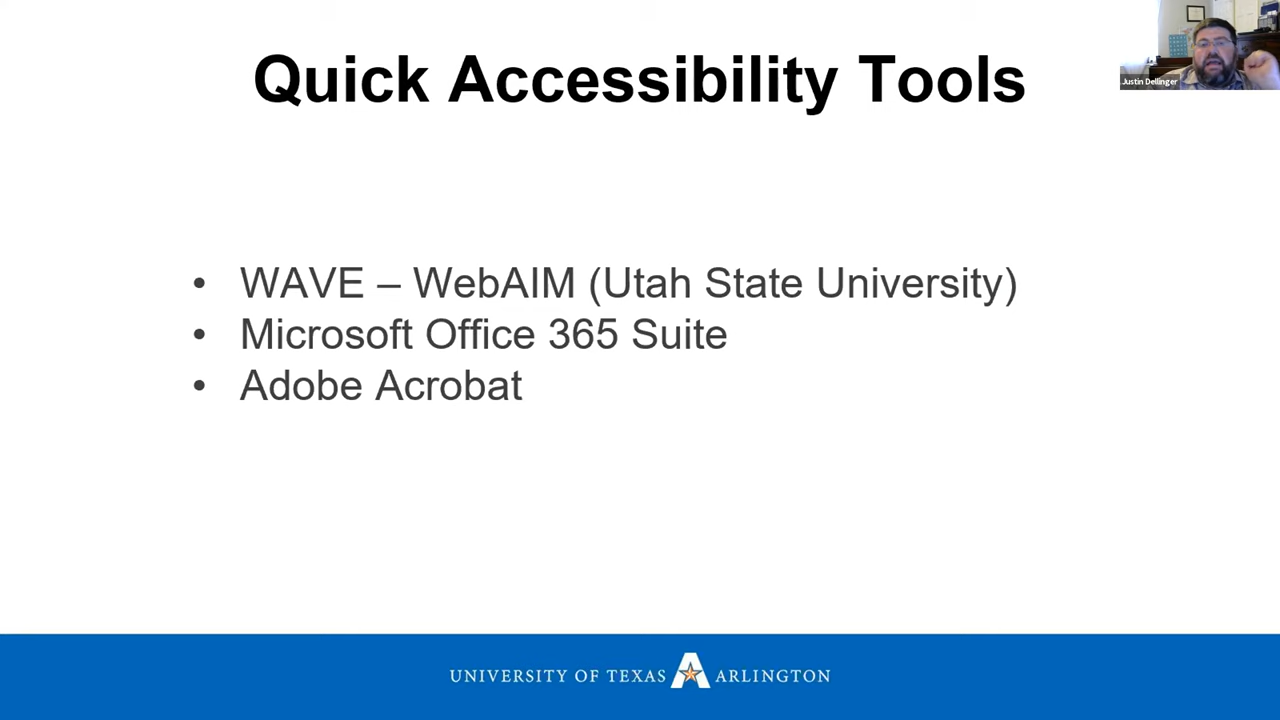 Quick Accessibility Tools
Justin Dellinger
• WAVE – WebAIM (Utah State University)
• Microsoft Office 365 Suite
• Adobe Acrobat
UNIVERSITY OF TEXAS A ARLINGTON